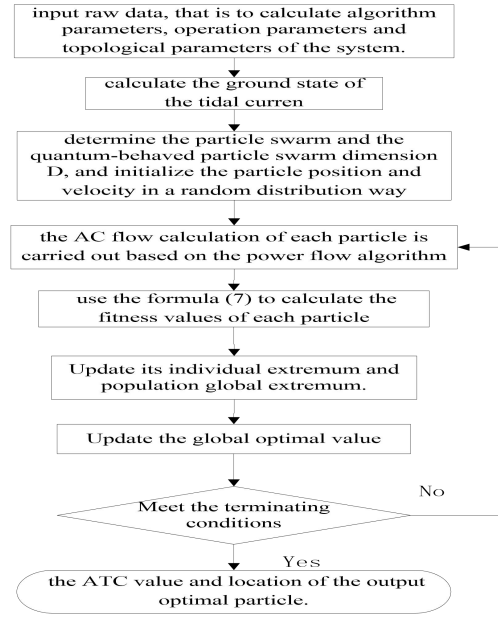 input raw data, that is to calculate algorithm
parameters, operation parameters and
topological parameters of the system.
calculate the ground state of
the tidal curren
determine the particle swarm and the
quantum-behaved particle swarm dimension
D, and initialize the particle position and
velocity in a random distribution way
the AC flow calculation of each particle is
carried out based on the power flow algorithm
use the formula (7) to calculate the
fitness values of each particle
Update its individual extremum and
population global extremum.
Update the global optimal value
Meet the terminating
conditions
No
Yes
the ATC value and location of the output
optimal particle.